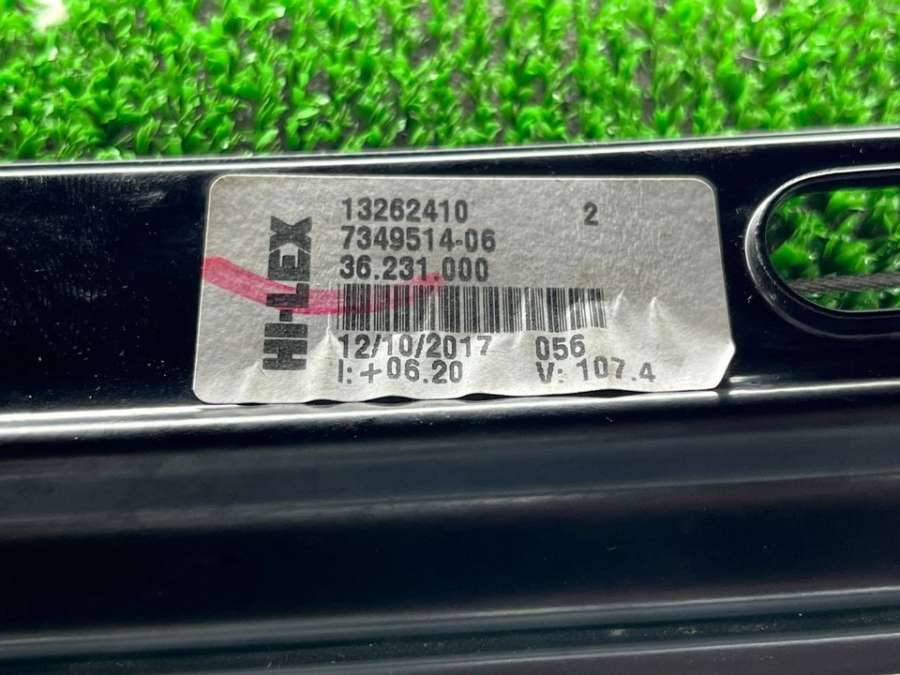 HI-LEX
13262410 2
7349514-06
36.231.000
12/10/2017 056
I: +06.20 V: 107.4